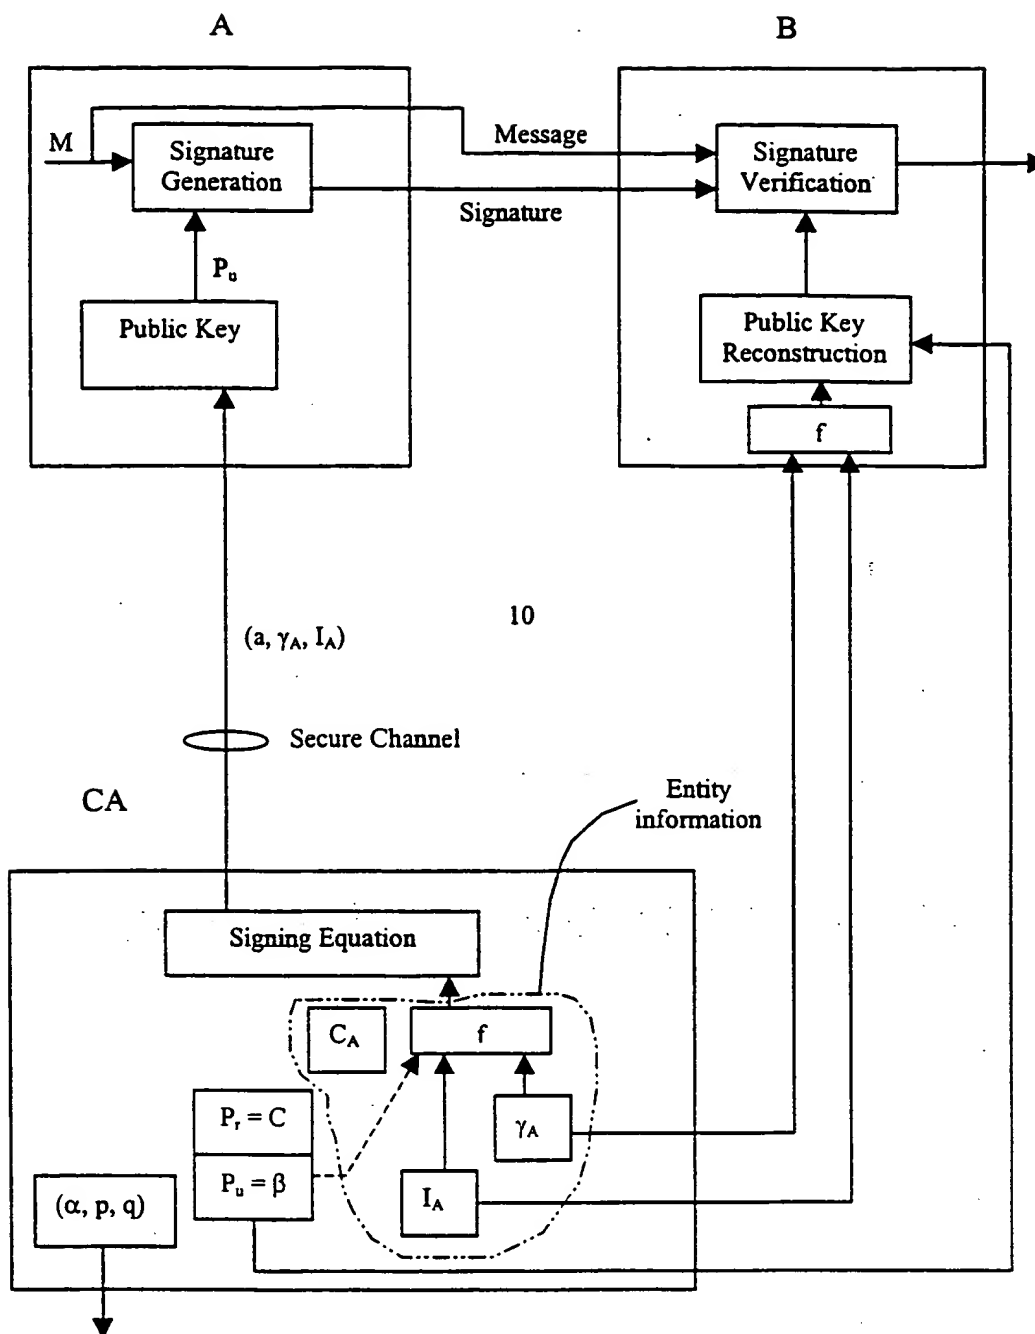 A
B
M
Signature
Generation
Message
Signature
Signature
Verification
Pᵤ
Public Key
Public Key
Reconstruction
f
10
(a, γA, IA)
Secure Channel
CA
Entity
information
Signing Equation
CA
f
Pr = C
γA
Pu = β
IA
(α, p, q)